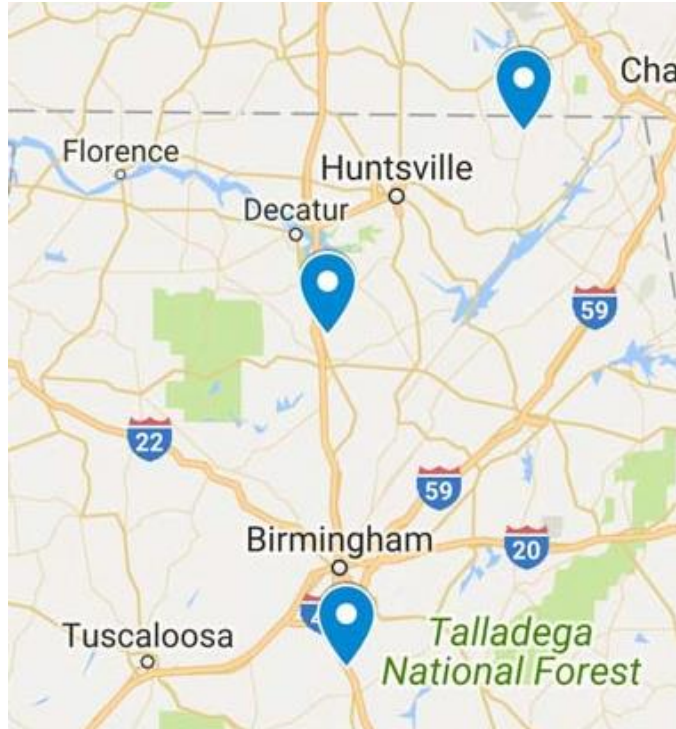 Cha
Florence
Huntsville
Decatur
59
22
59
Birmingham
20
Tuscaloosa
Talladega
National Forest